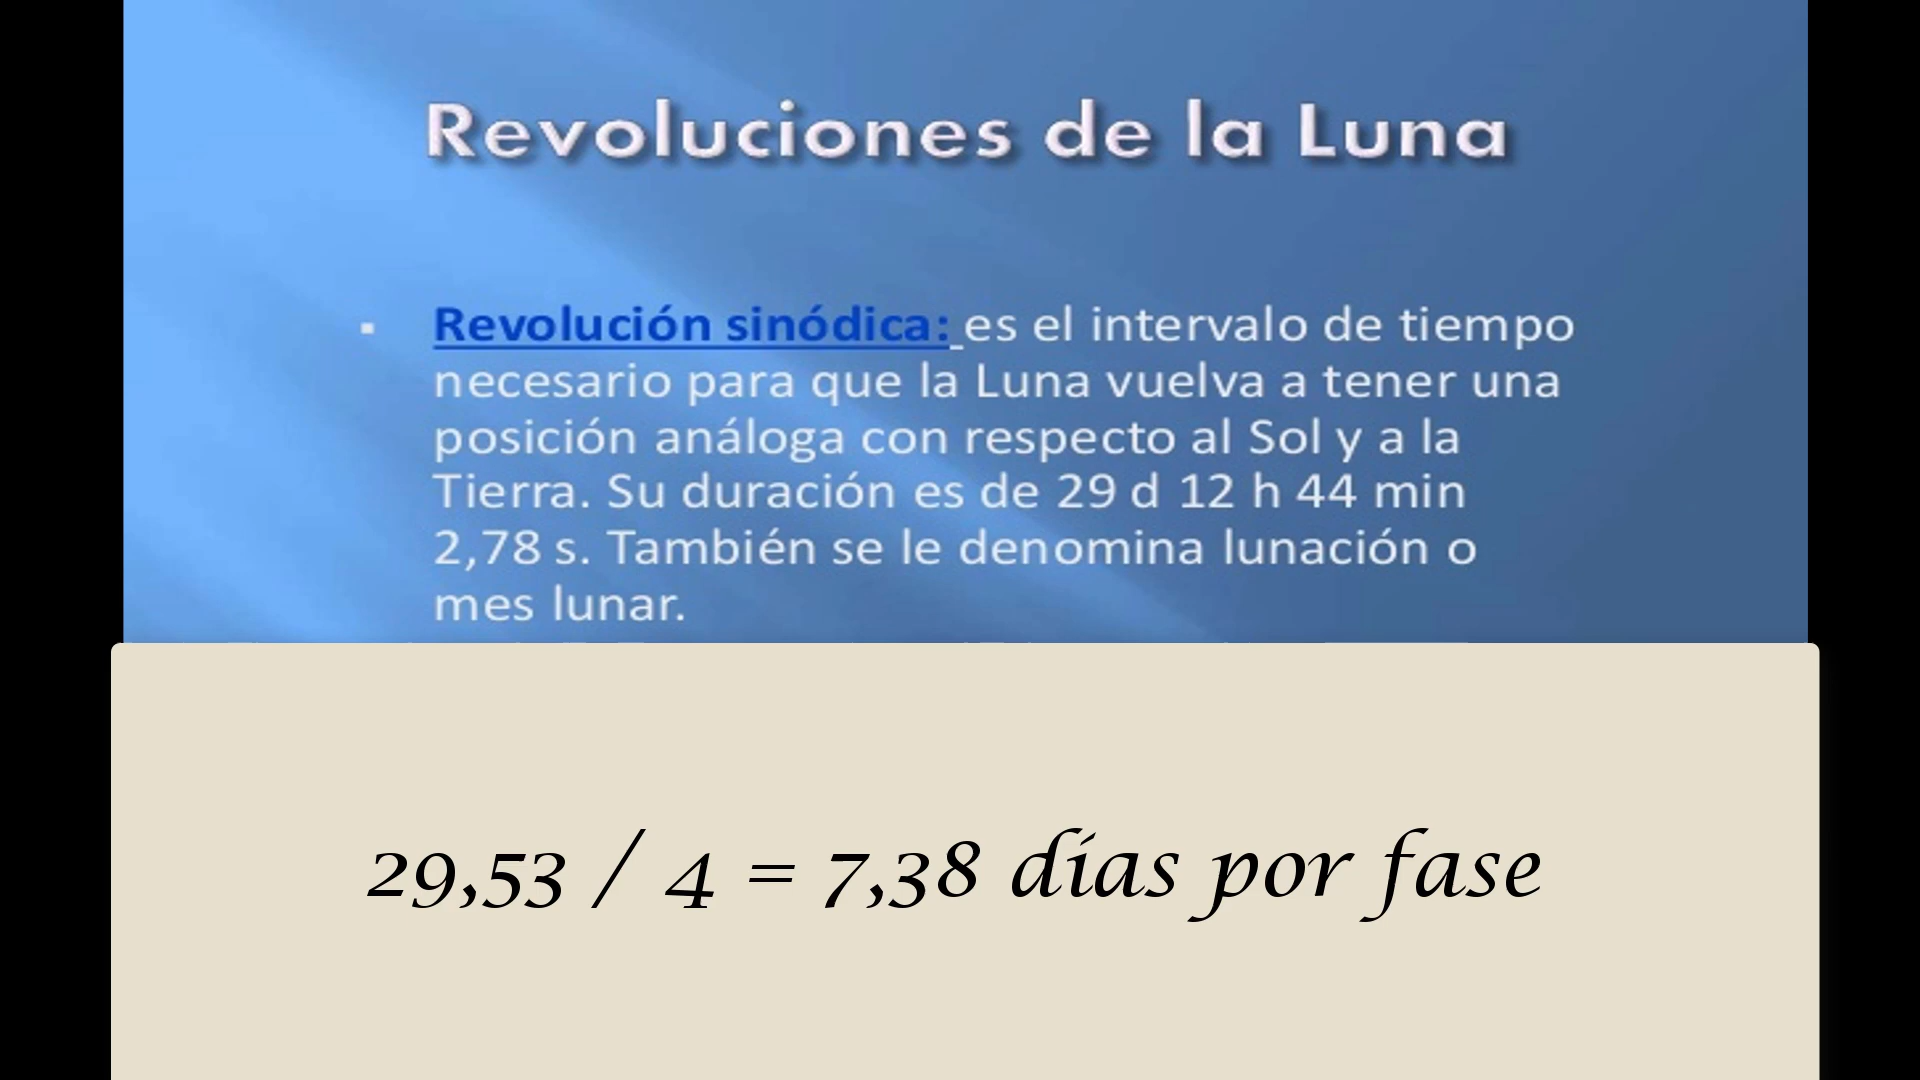 Revoluciones de la Luna
▪ Revolución sinódica: es el intervalo de tiempo
necesario para que la Luna vuelva a tener una
posición análoga con respecto al Sol y a la
Tierra. Su duración es de 29 d 12 h 44 min
2,78 s. También se le denomina lunación o
mes lunar.
29,53 / 4 = 7,38 días por fase